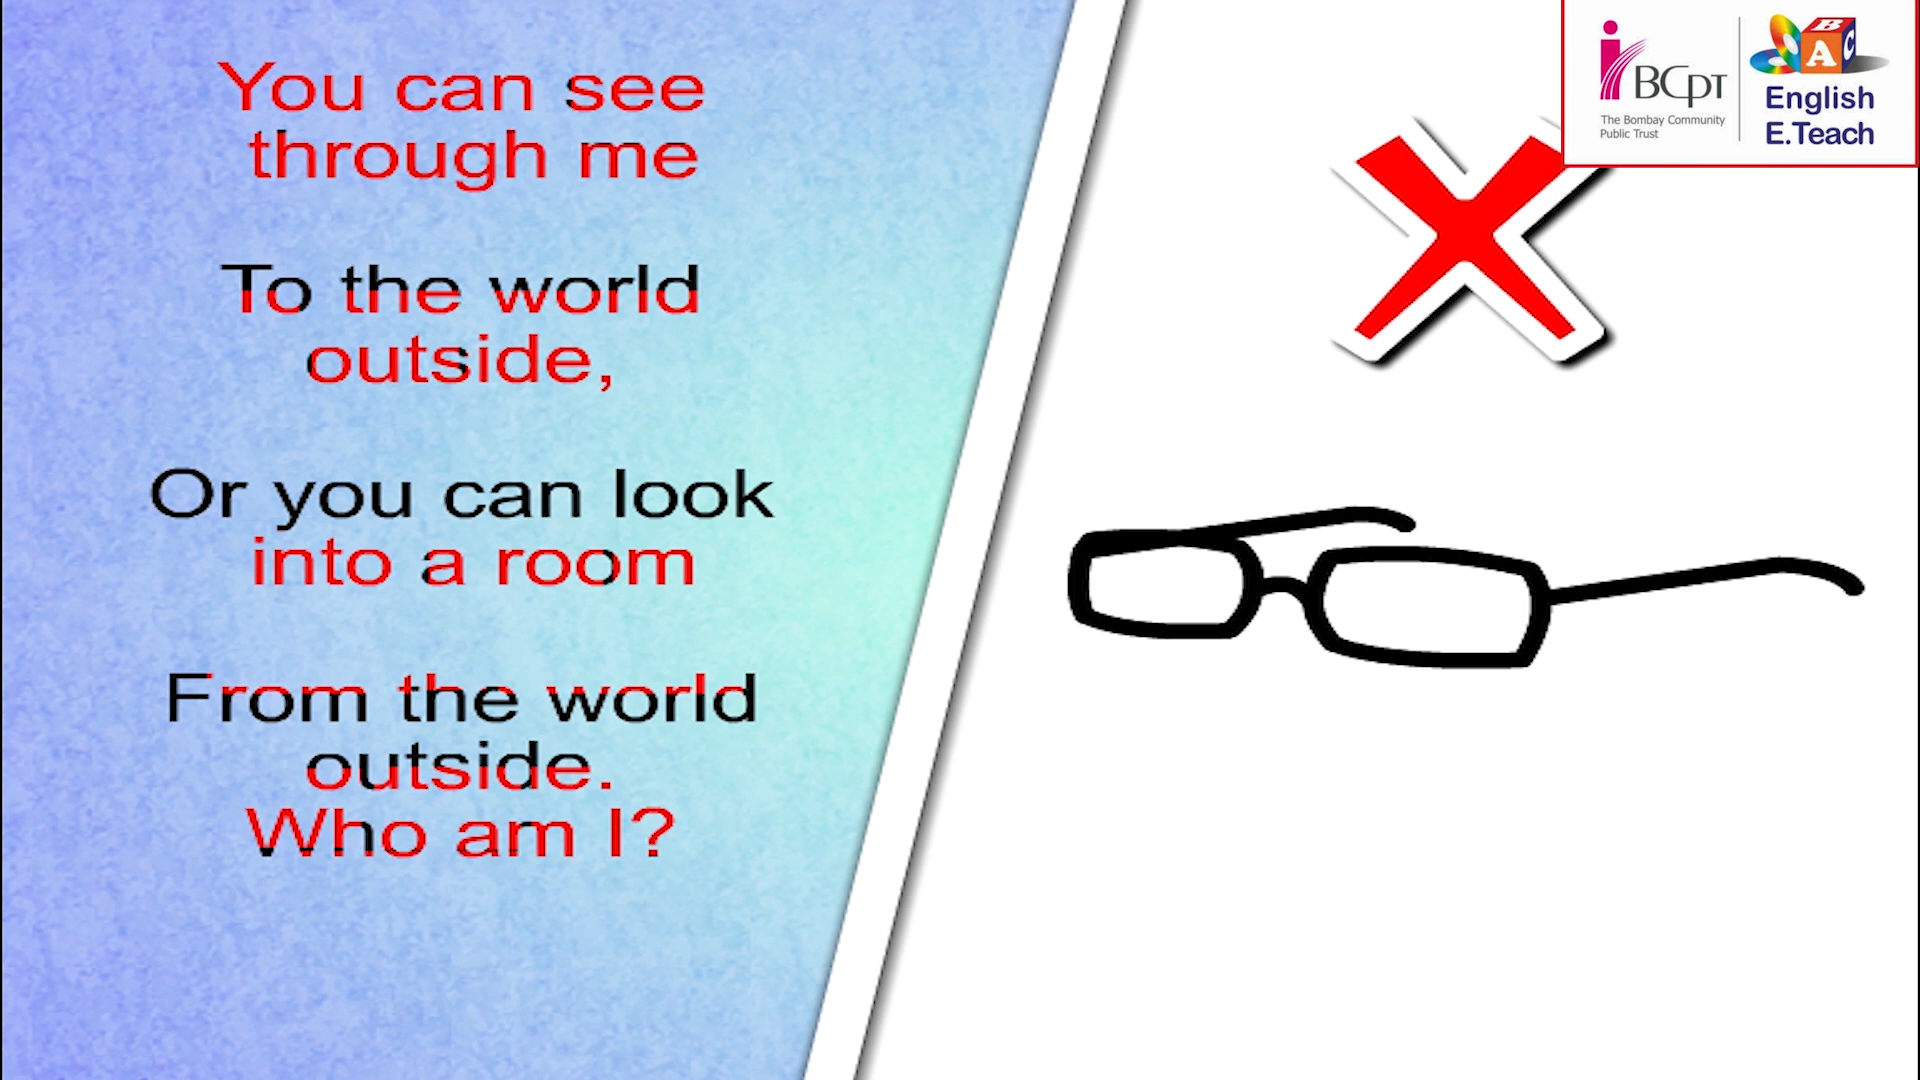 You can see
through me
To the world
outside,
Or you can look
into a room
From the world
outside.
Who am I?
BCPT
The Bombay Community
Public Trust
B
A
C
English
E.Teach